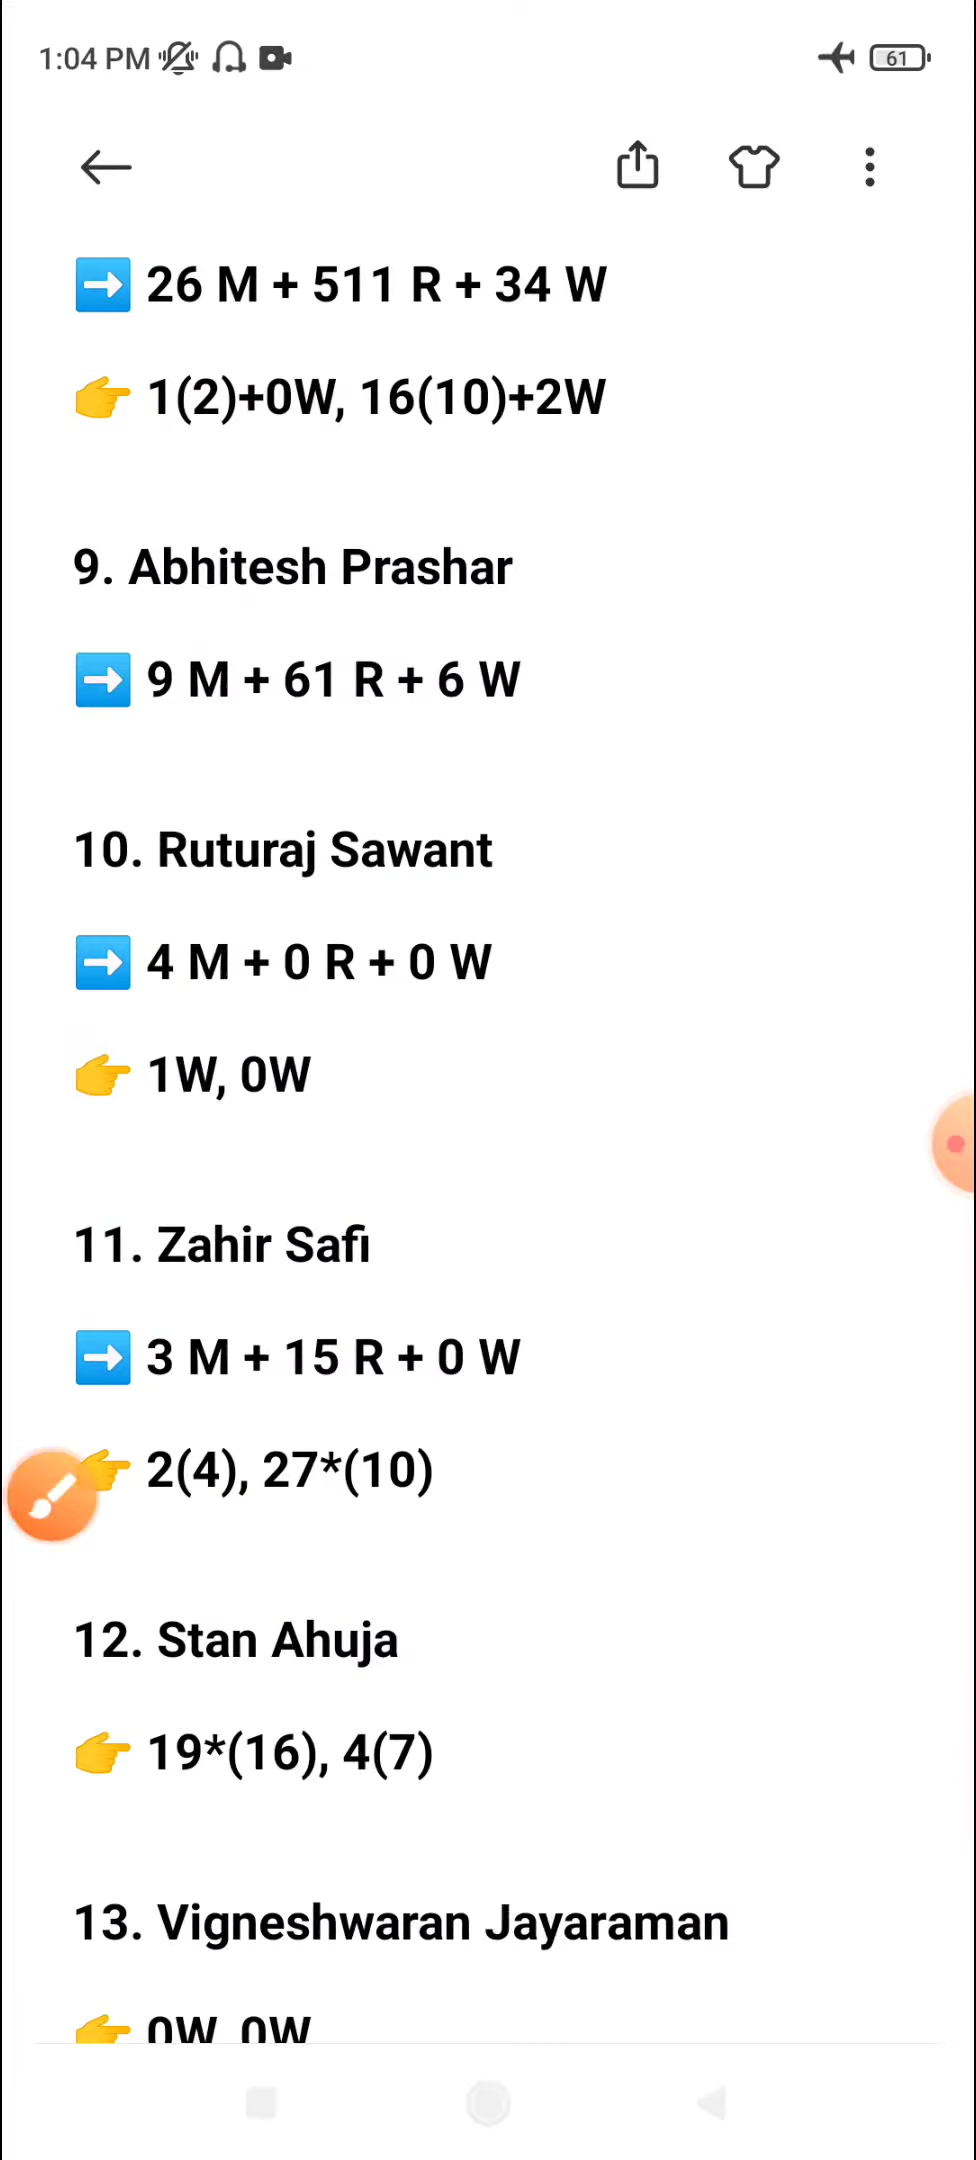 1:04 PM
61
➡️ 26 M + 511 R + 34 W
👉 1(2)+0W, 16(10)+2W
9. Abhitesh Prashar
➡️ 9 M + 61 R + 6 W
10. Ruturaj Sawant
➡️ 4 M + 0 R + 0 W
👉 1W, 0W
11. Zahir Safi
➡️ 3 M + 15 R + 0 W
👉 2(4), 27*(10)
12. Stan Ahuja
👉 19*(16), 4(7)
13. Vigneshwaran Jayaraman
👉 0W 0W